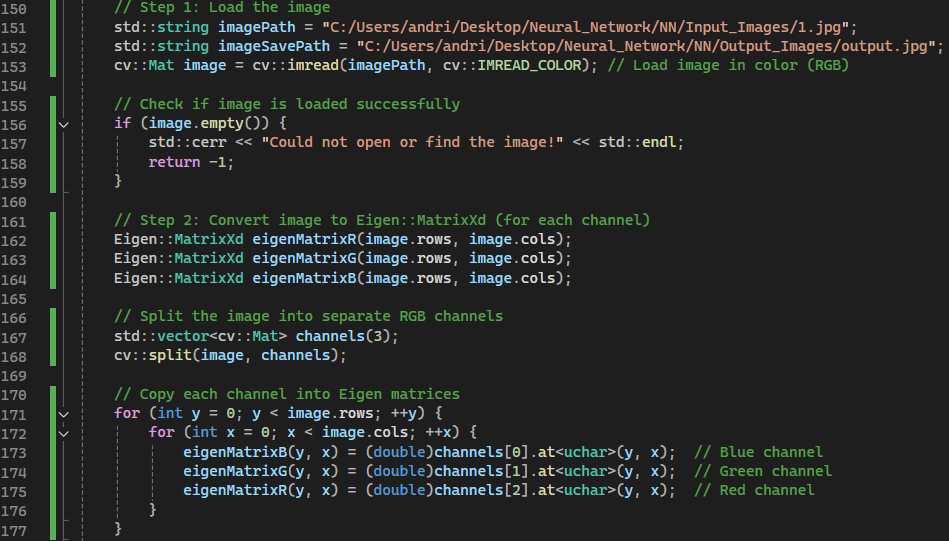 150 // Step 1: Load the image
151 std::string imagePath = "C:/Users/andri/Desktop/Neural_Network/NN/Input_Images/1.jpg";
152 std::string imageSavePath = "C:/Users/andri/Desktop/Neural_Network/NN/Output_Images/output.jpg";
153 cv::Mat image = cv::imread(imagePath, cv::IMREAD_COLOR); // Load image in color (RGB)
154
155 // Check if image is loaded successfully
156 if (image.empty()) {
157 std::cerr << "Could not open or find the image!" << std::endl;
158 return -1;
159 }
160
161 // Step 2: Convert image to Eigen::MatrixXd (for each channel)
162 Eigen::MatrixXd eigenMatrixR(image.rows, image.cols);
163 Eigen::MatrixXd eigenMatrixG(image.rows, image.cols);
164 Eigen::MatrixXd eigenMatrixB(image.rows, image.cols);
165
166 // Split the image into separate RGB channels
167 std::vector<cv::Mat> channels(3);
168 cv::split(image, channels);
169
170 // Copy each channel into Eigen matrices
171 for (int y = 0; y < image.rows; ++y) {
172 for (int x = 0; x < image.cols; ++x) {
173 eigenMatrixB(y, x) = (double)channels[0].at<uchar>(y, x); // Blue channel
174 eigenMatrixG(y, x) = (double)channels[1].at<uchar>(y, x); // Green channel
175 eigenMatrixR(y, x) = (double)channels[2].at<uchar>(y, x); // Red channel
176 }
177 }